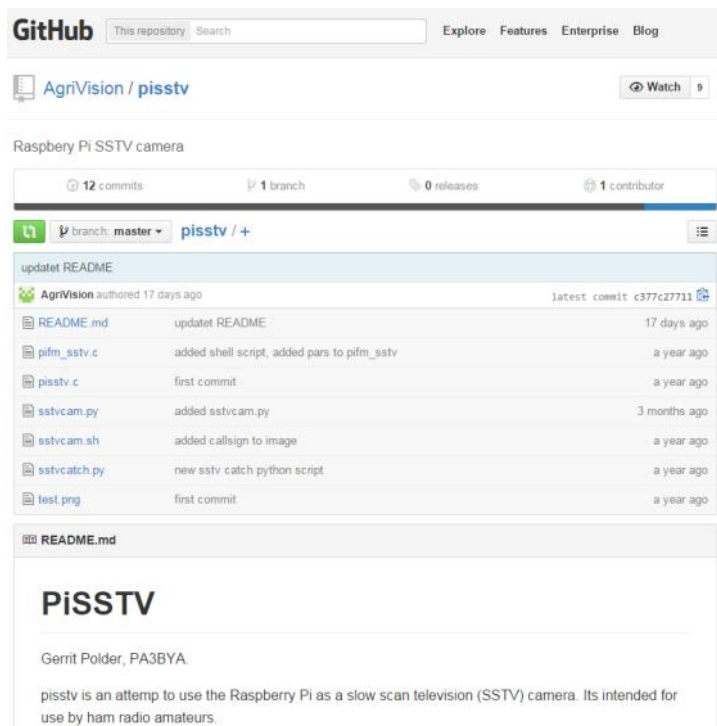 GitHub This repository Search Explore Features Enterprise Blog
AgriVision / pisstv Watch 9
Raspbery Pi SSTV camera
12 commits 1 branch 0 releases 1 contributor
branch: master pisstv / +
updatet README
AgriVision authored 17 days ago latest commit c377c27711
README.md updatet README 17 days ago
pifm_sstv.c added shell script, added pars to pifm_sstv a year ago
pisstv.c first commit a year ago
sstvcam.py added sstvcam.py 3 months ago
sstvcam.sh added callsign to image a year ago
sstvcatch.py new sstv catch python script a year ago
test.png first commit a year ago
README.md
PiSSTV
Gerrit Polder, PA3BYA.
pisstv is an attemp to use the Raspberry Pi as a slow scan television (SSTV) camera. Its intended for
use by ham radio amateurs.